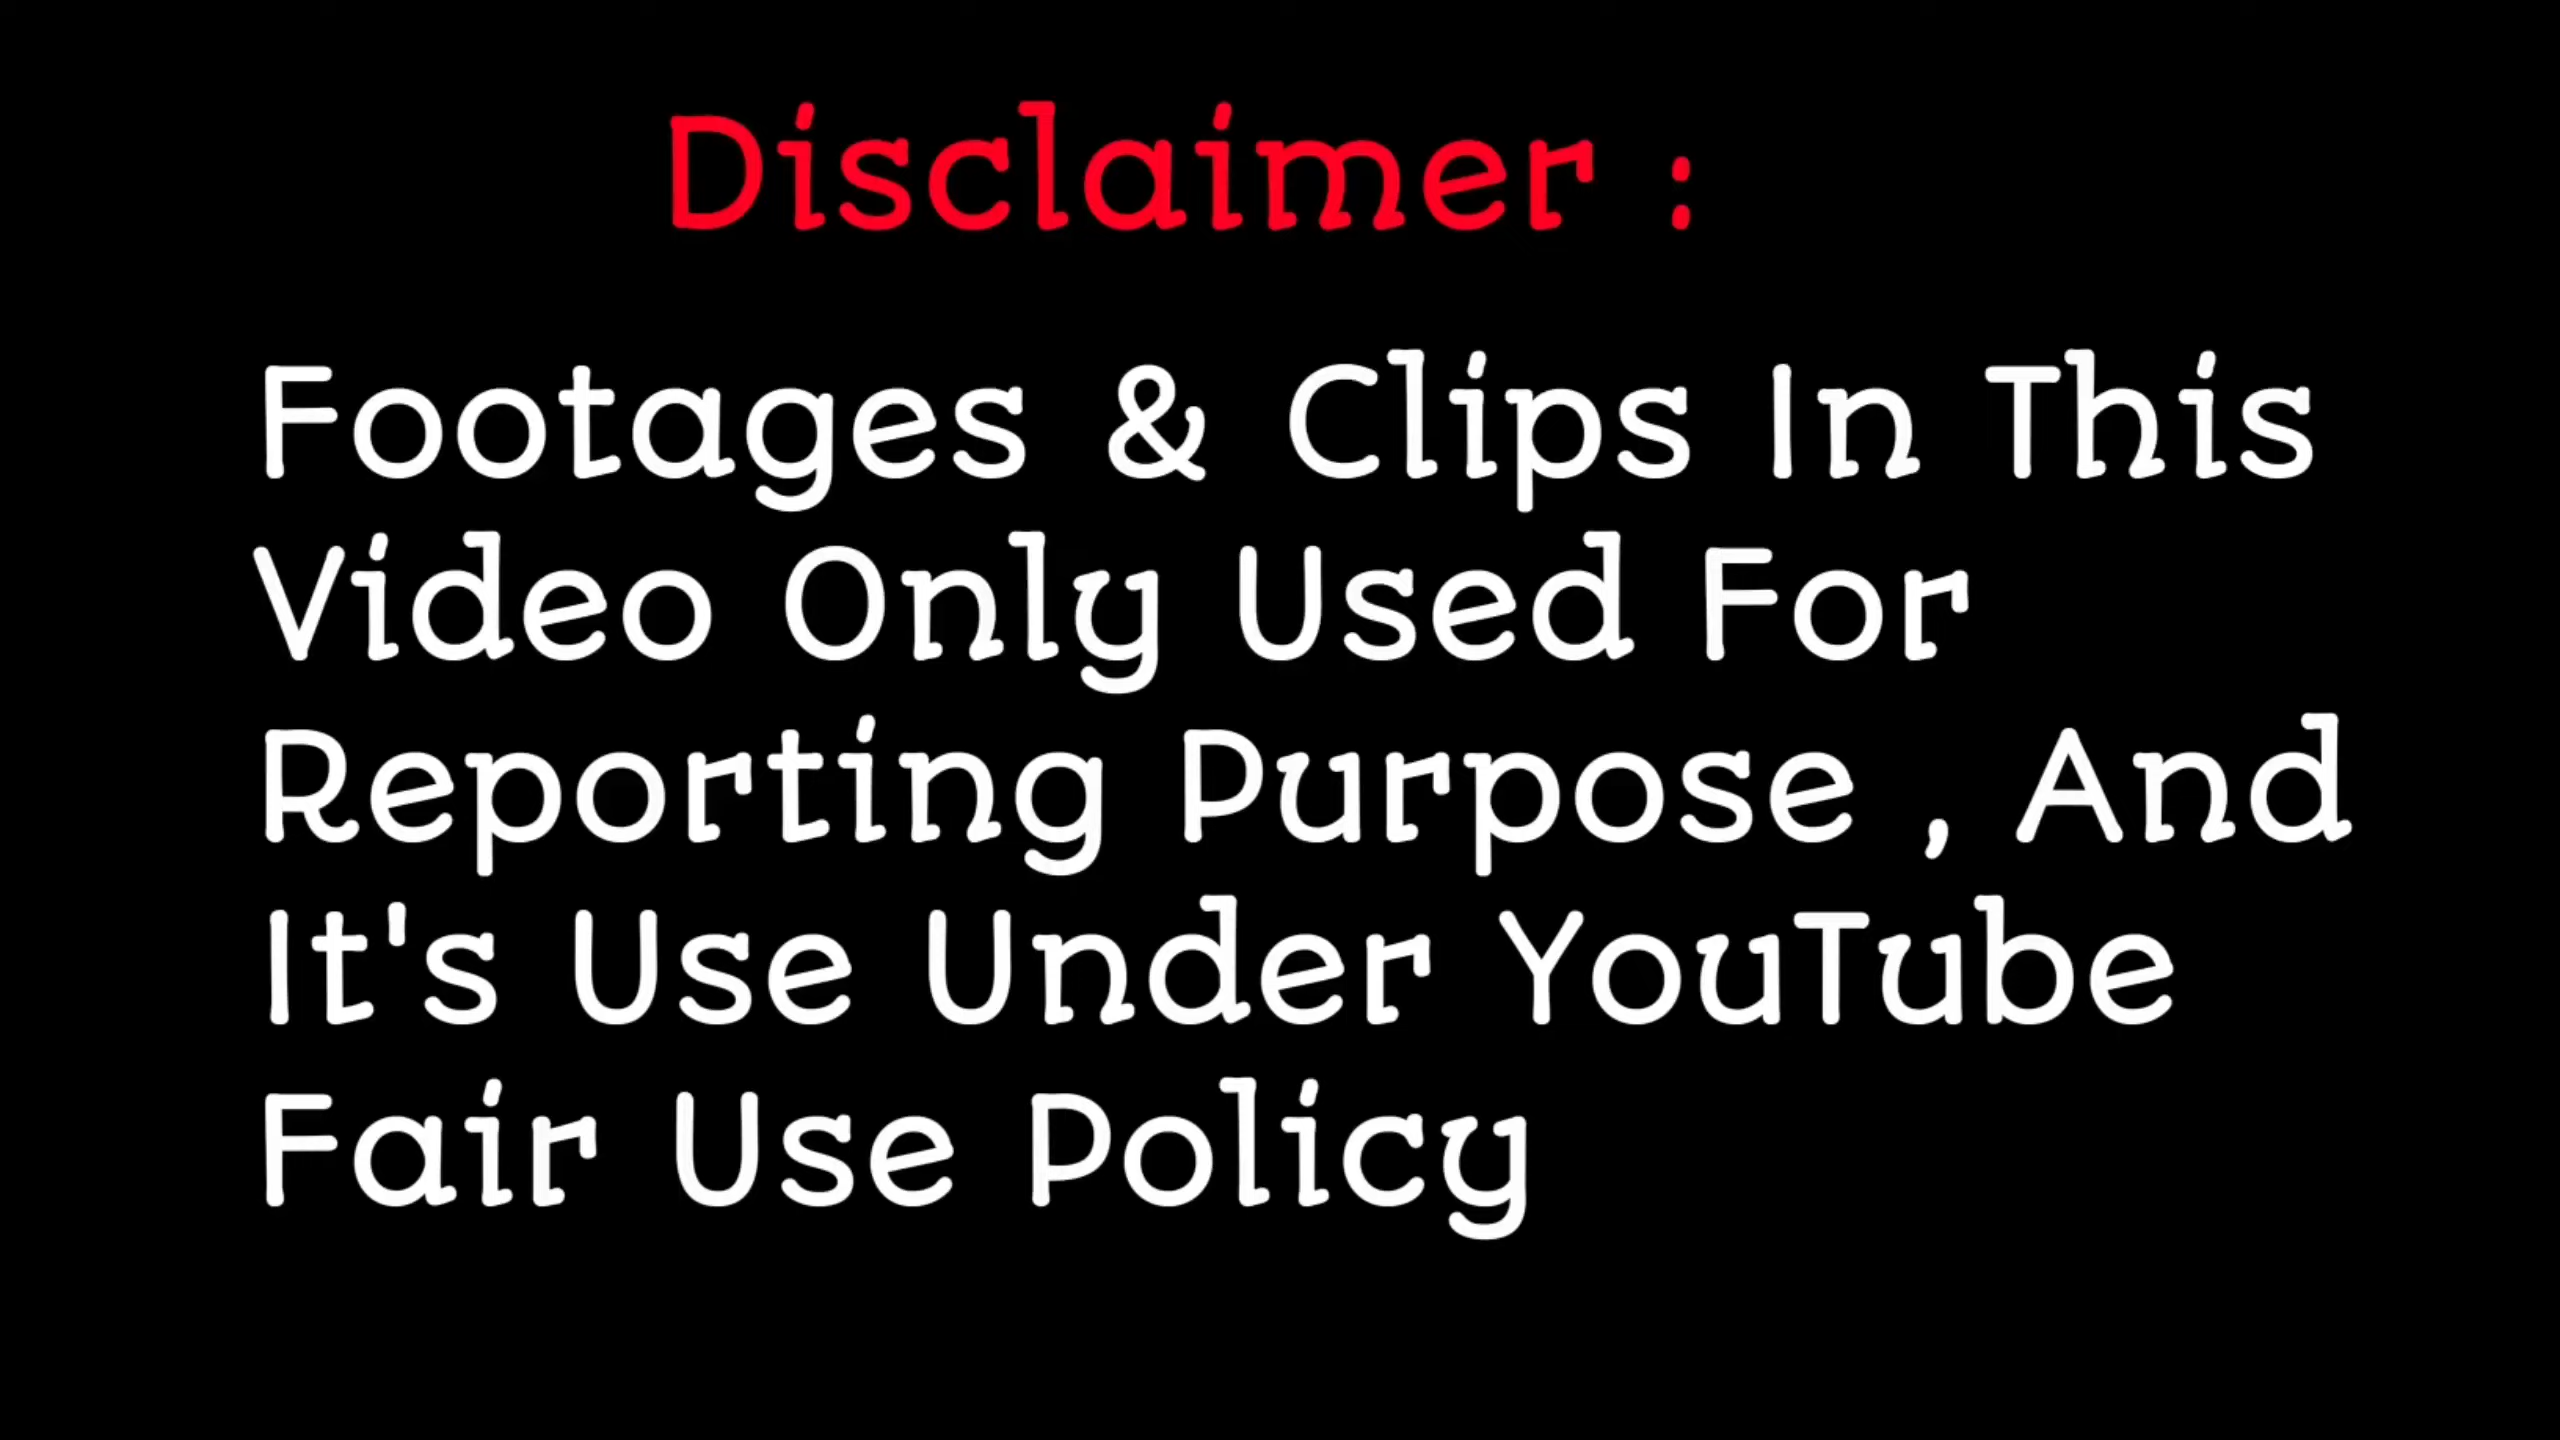 Disclaimer :
Footages & Clips In This
Video Only Used For
Reporting Purpose , And
It's Use Under YouTube
Fair Use Policy